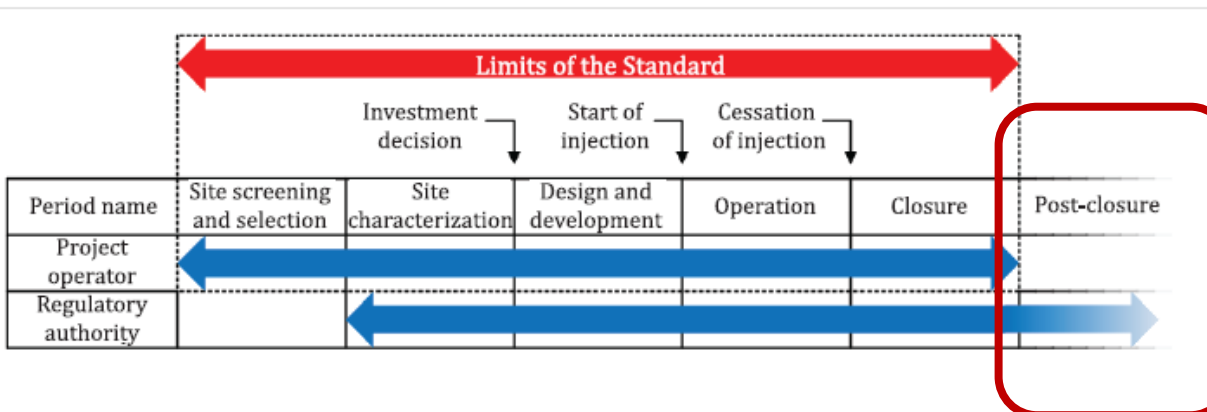 Limits of the Standard
Investment
decision
Start of
injection
Cessation
of injection
Period name
Site screening
and selection
Site
characterization
Design and
development
Operation
Closure
Post-closure
Project
operator
Regulatory
authority